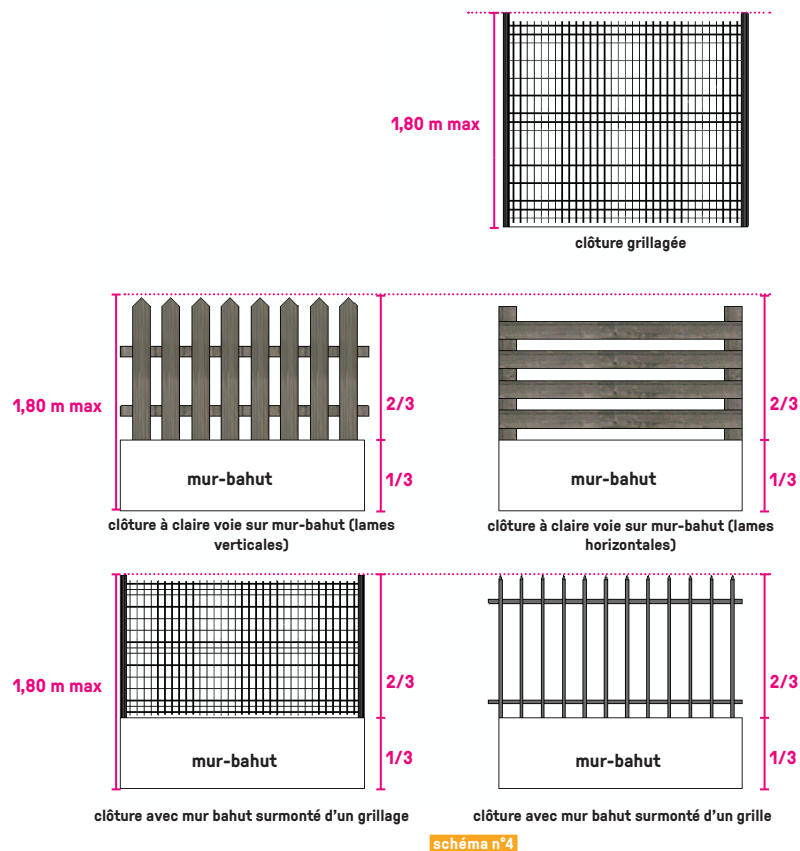 1,80 m max
clôture grillagée
1,80 m max
2/3
2/3
mur-bahut
1/3
mur-bahut
1/3
clôture à claire voie sur mur-bahut (lames
verticales)
clôture à claire voie sur mur-bahut (lames
horizontales)
1,80 m max
2/3
2/3
mur-bahut
1/3
mur-bahut
1/3
clôture avec mur bahut surmonté d'un grillage
clôture avec mur bahut surmonté d'un grille
schéma n°4